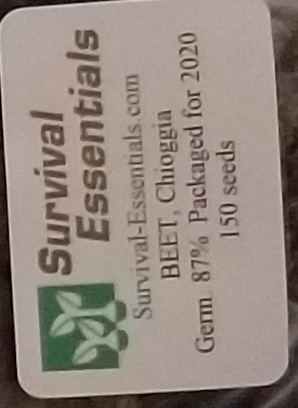 Survival
Essentials
Survival-Essentials.com
BEET, Chioggia
Germ. 87% Packaged for 2020
150 seeds